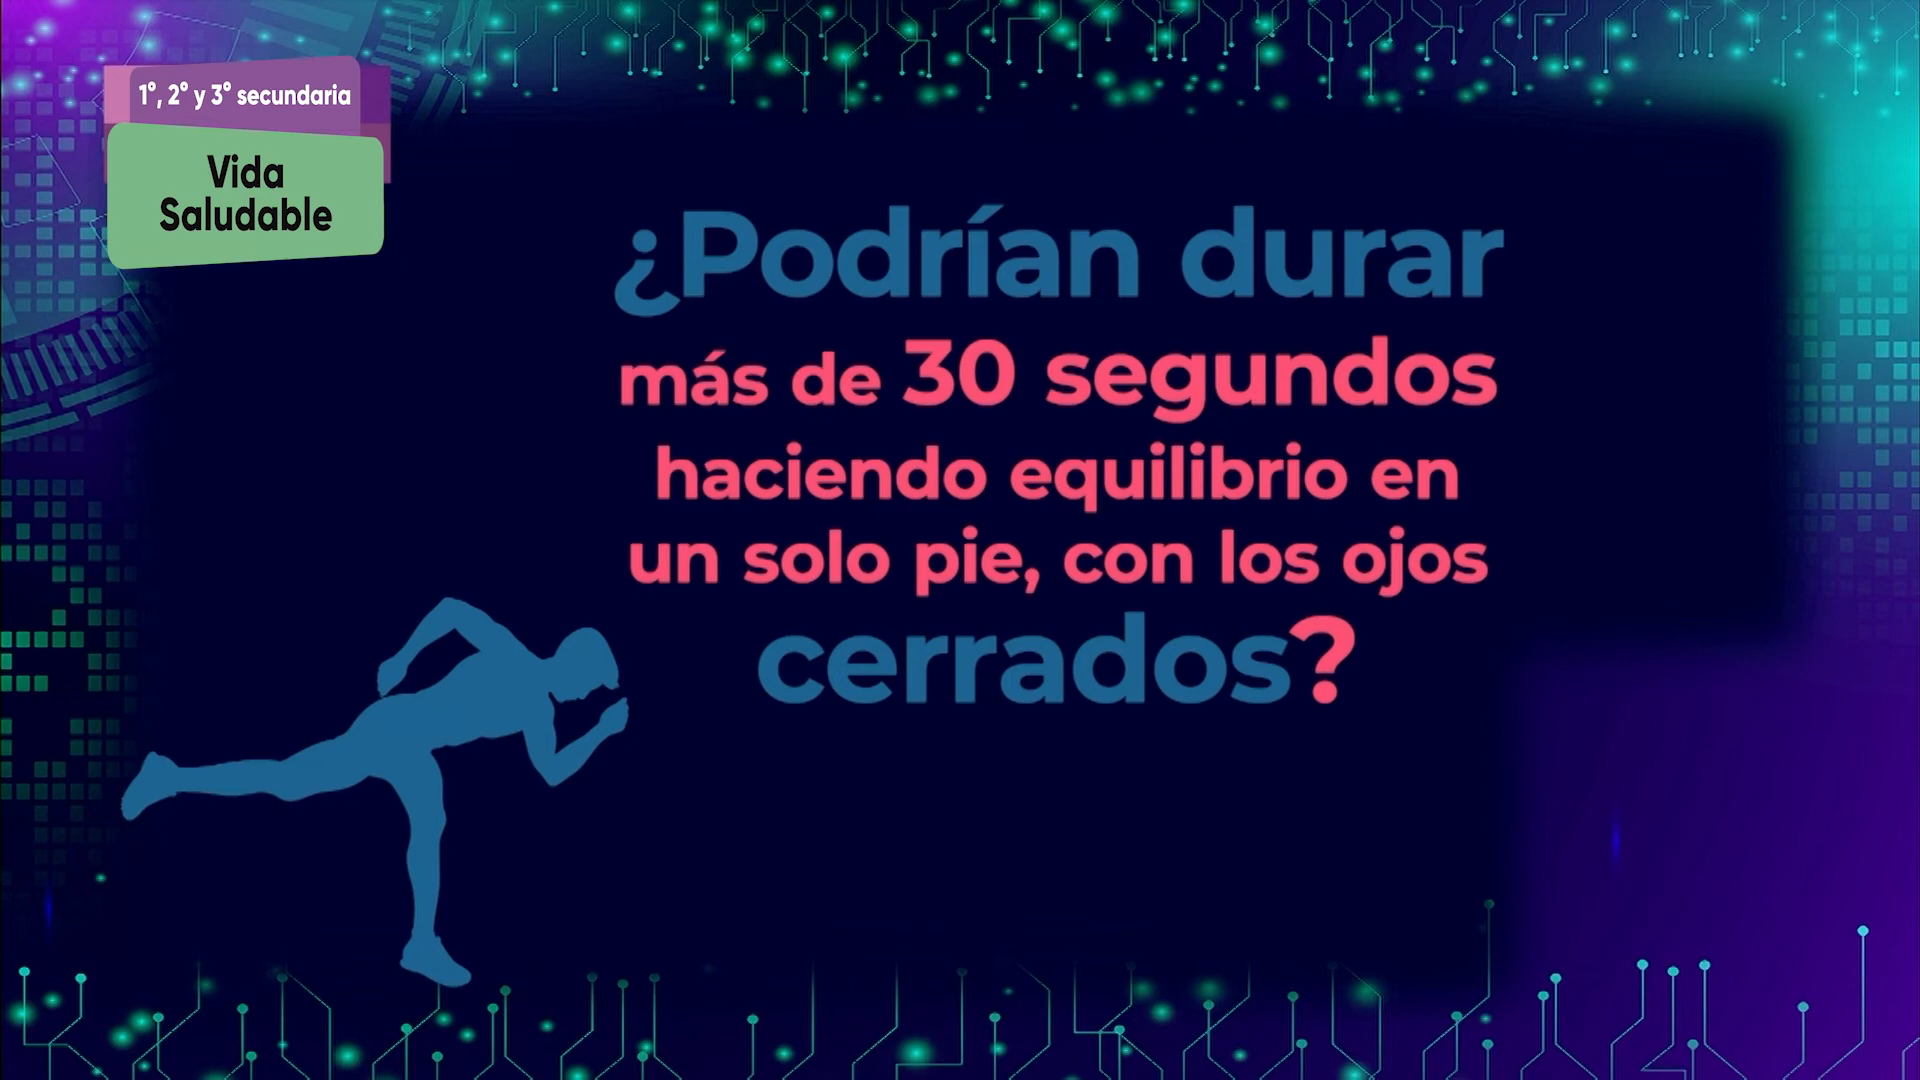 1°, 2° y 3° secundaria
Vida
Saludable
¿Podrían durar
más de 30 segundos
haciendo equilibrio en
un solo pie, con los ojos
cerrados?